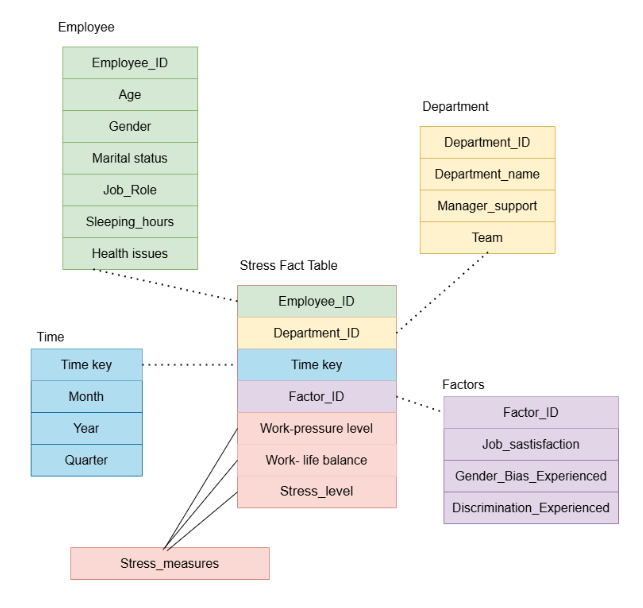 Employee
Employee_ID
Age
Gender
Marital status
Job_Role
Sleeping_hours
Health issues
Department
Department_ID
Department_name
Manager_support
Team
Stress Fact Table
Employee_ID
Department_ID
Time key
Factor_ID
Work-pressure level
Work- life balance
Stress_level
Time
Time key
Month
Year
Quarter
Factors
Factor_ID
Job_sastisfaction
Gender_Bias_Experienced
Discrimination_Experienced
Stress_measures